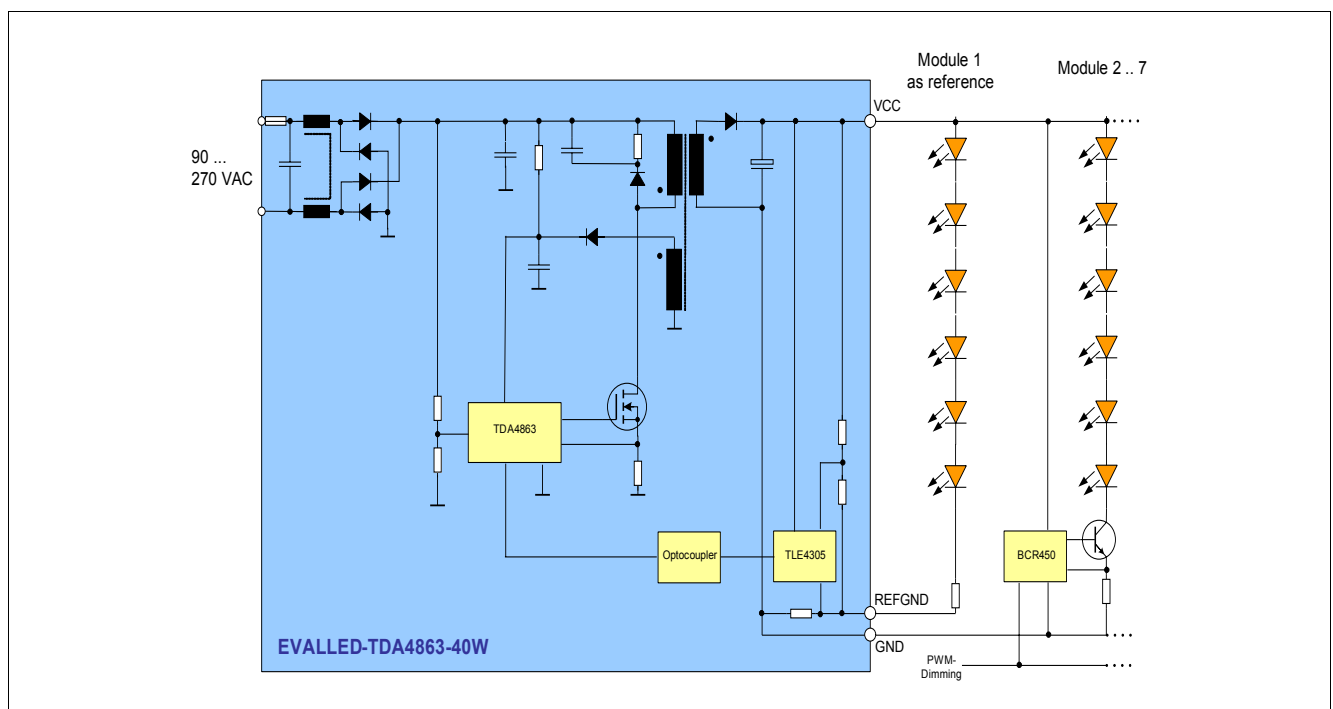 Module 1
as reference
Module 2 .. 7
VCC
90 ...
270 VAC
TDA4863
Optocoupler
TLE4305
BCR450
REFGND
GND
EVALLED-TDA4863-40W
PWM-
Dimming